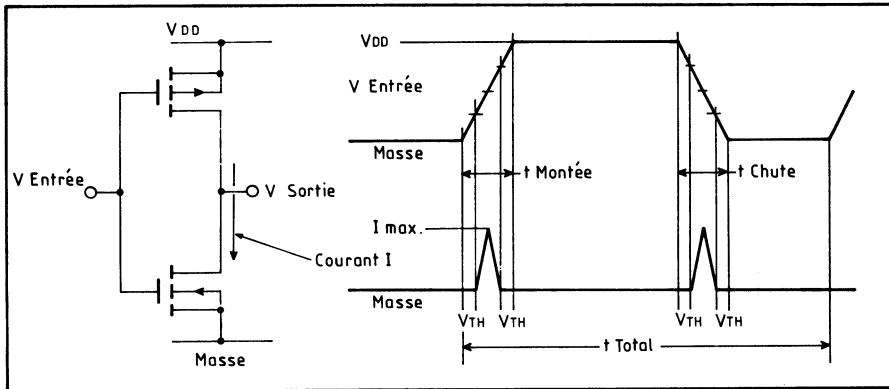 VDD
V Entrée
V Sortie
Courant I
Masse
VDD
V Entrée
Masse
t Montée
t Chute
I max.
Masse
VTH
VTH
VTH
VTH
t Total